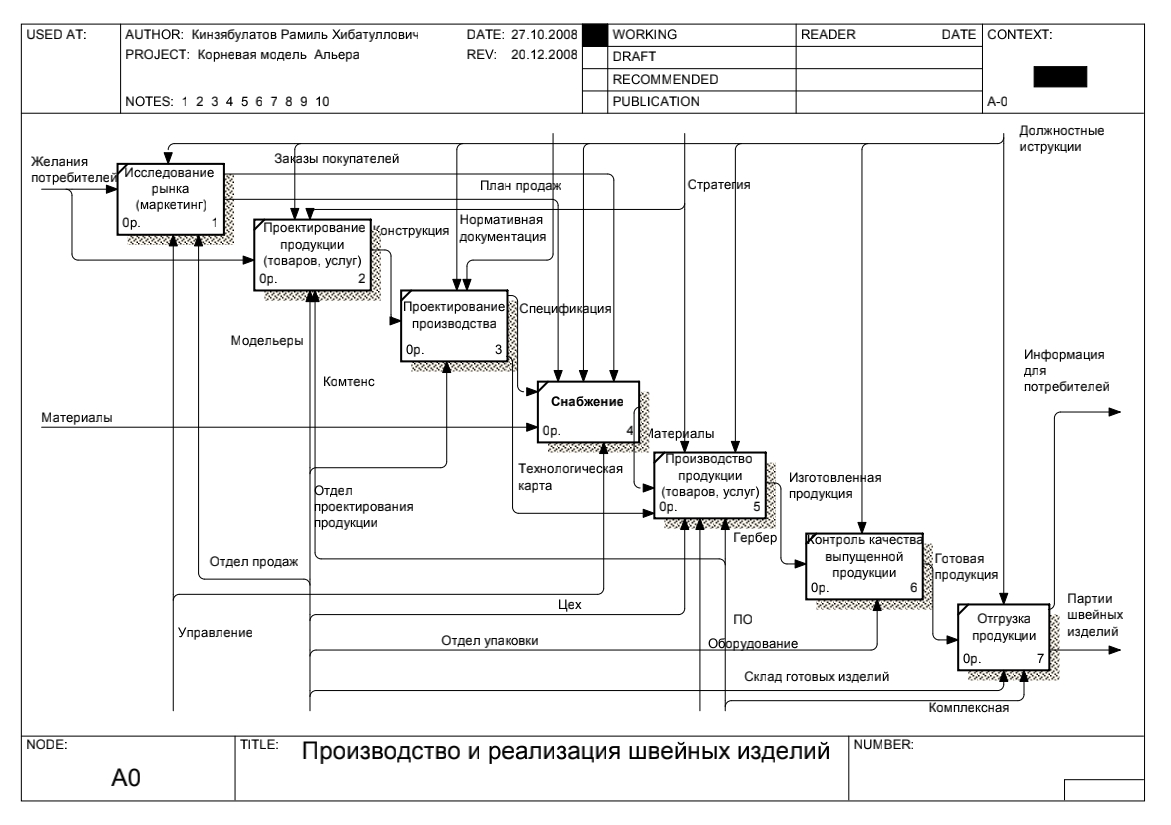 USED AT:
AUTHOR: Кинзябулатов Рамиль Хибатуллович
DATE: 27.10.2008
WORKING
READER
DATE
CONTEXT:
PROJECT: Корневая модель Альера
REV: 20.12.2008
DRAFT
RECOMMENDED
NOTES: 1 2 3 4 5 6 7 8 9 10
PUBLICATION
A-0
Должностные
иструкции
Желания
потребителей
Заказы покупателей
Исследование
рынка
(маркетинг)
0р. 1
План продаж
Стратегия
Нормативная
документация
Проектирование
продукции
(товаров, услуг)
0р. 2
Конструкция
Проектирование
производства
0р. 3
Спецификация
Модельеры
Комтенс
Информация
для
потребителей
Снабжение
0р. 4
Материалы
Материалы
Производство
продукции
(товаров, услуг)
0р. 5
Технологическая
карта
Изготовленная
продукция
Отдел
проектирования
продукции
Гербер
Контроль качества
выпущенной
продукции
0р. 6
Готовая
продукция
Отдел продаж
Цех
Партии
швейных
изделий
ПО
Отгрузка
продукции
0р. 7
Управление
Отдел упаковки
Оборудование
Склад готовых изделий
Комплексная
NODE:
A0
TITLE:
Производство и реализация швейных изделий
NUMBER: